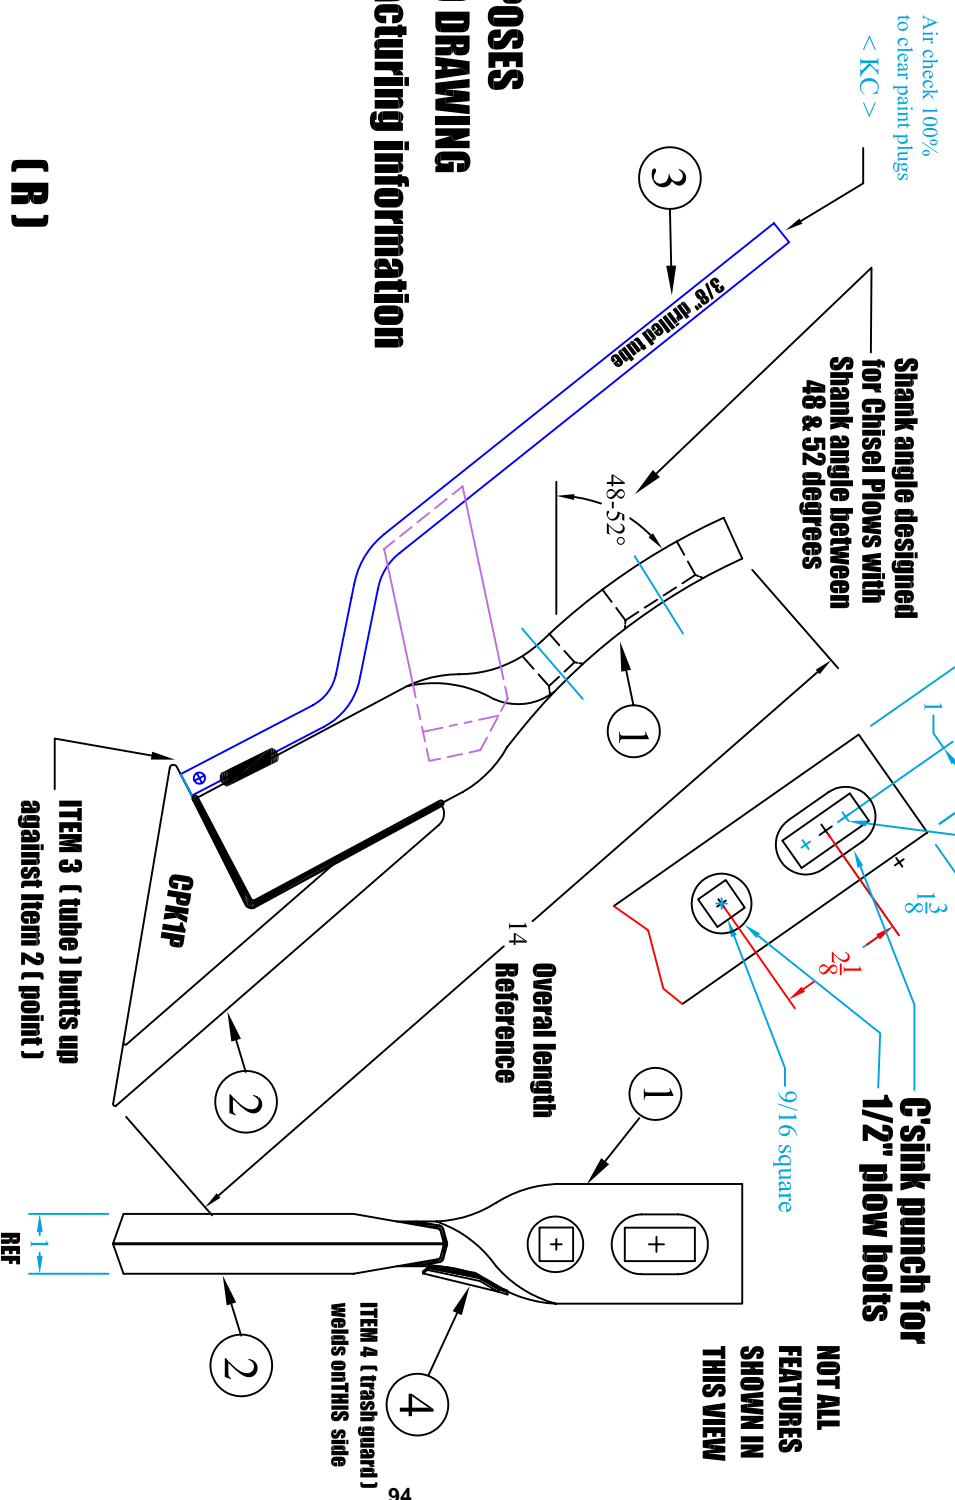 POSES
DRAWING
cturing information
( R )
Air check 100%
to clear paint plugs
< KC >
3
3/8" drilled tube
Shank angle designed
for Chisel Plows with
Shank angle between
48 & 52 degrees
48-52°
1
1
1 3/8
2 1/8
C'sink punch for
1/2" plow bolts
9/16 square
14
Overal length
Reference
CPK1P
ITEM 3 ( tube ) butts up
against Item 2 ( point )
2
1
NOT ALL
FEATURES
SHOWN IN
THIS VIEW
4
ITEM 4 ( trash guard )
welds onTHIS side
2
1
REF
94